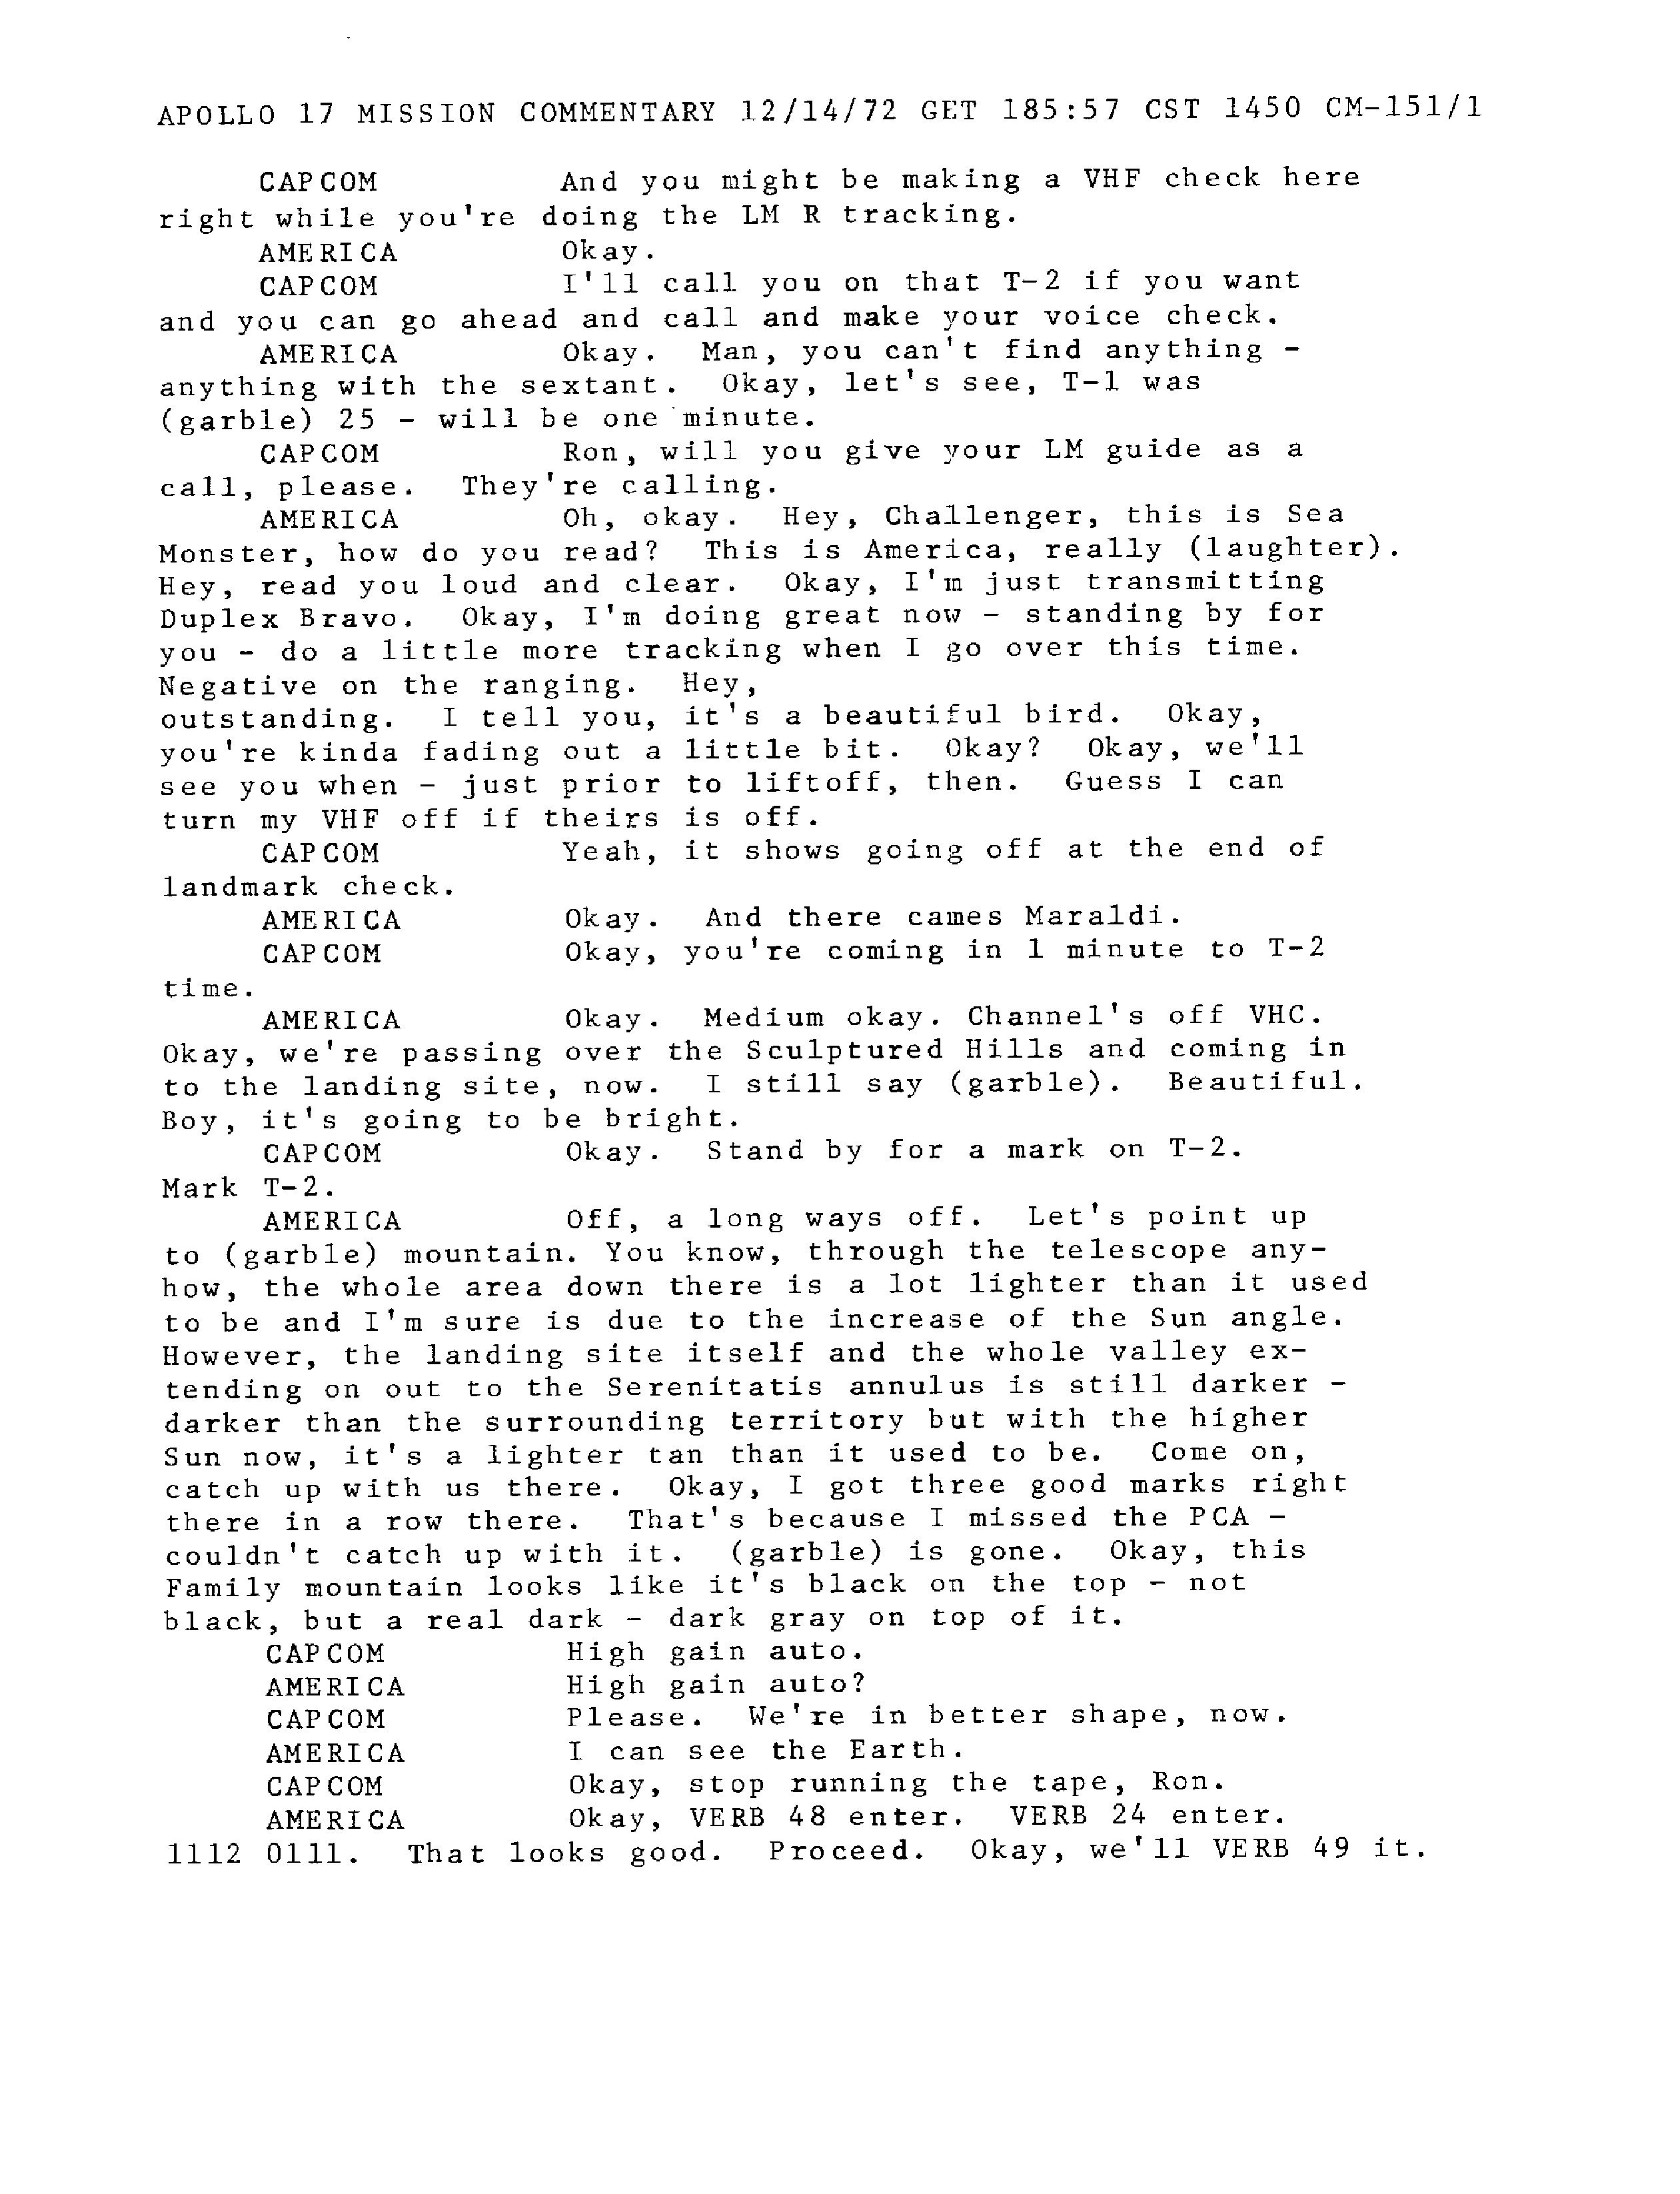 APOLLO 17 MISSION COMMENTARY 12/14/72 GET 185:57 CST 1450 CM-151/1
CAPCOM And you might be making a VHF check here
right while you're doing the LM R tracking.
AMERICA Okay.
CAPCOM I'll call you on that T-2 if you want
and you can go ahead and call and make your voice check.
AMERICA Okay. Man, you can't find anything -
anything with the sextant. Okay, let's see, T-1 was
(garble) 25 - will be one minute.
CAPCOM Ron, will you give your LM guide as a
call, please. They're calling.
AMERICA Oh, okay. Hey, Challenger, this is Sea
Monster, how do you read? This is America, really (laughter).
Hey, read you loud and clear. Okay, I'm just transmitting
Duplex Bravo. Okay, I'm doing great now - standing by for
you - do a little more tracking when I go over this time.
Negative on the ranging. Hey,
outstanding. I tell you, it's a beautiful bird. Okay,
you're kinda fading out a little bit. Okay? Okay, we'll
see you when - just prior to liftoff, then. Guess I can
turn my VHF off if theirs is off.
CAPCOM Yeah, it shows going off at the end of
landmark check.
AMERICA Okay. And there cames Maraldi.
CAPCOM Okay, you're coming in 1 minute to T-2
time.
AMERICA Okay. Medium okay. Channel's off VHC.
Okay, we're passing over the Sculptured Hills and coming in
to the landing site, now. I still say (garble). Beautiful.
Boy, it's going to be bright.
CAPCOM Okay. Stand by for a mark on T-2.
Mark T-2.
AMERICA Off, a long ways off. Let's point up
to (garble) mountain. You know, through the telescope any-
how, the whole area down there is a lot lighter than it used
to be and I'm sure is due to the increase of the Sun angle.
However, the landing site itself and the whole valley ex-
tending on out to the Serenitatis annulus is still darker -
darker than the surrounding territory but with the higher
Sun now, it's a lighter tan than it used to be. Come on,
catch up with us there. Okay, I got three good marks right
there in a row there. That's because I missed the PCA -
couldn't catch up with it. (garble) is gone. Okay, this
Family mountain looks like it's black on the top - not
black, but a real dark - dark gray on top of it.
CAPCOM High gain auto.
AMERICA High gain auto?
CAPCOM Please. We're in better shape, now.
AMERICA I can see the Earth.
CAPCOM Okay, stop running the tape, Ron.
AMERICA Okay, VERB 48 enter. VERB 24 enter.
1112 0111. That looks good. Proceed. Okay, we'll VERB 49 it.